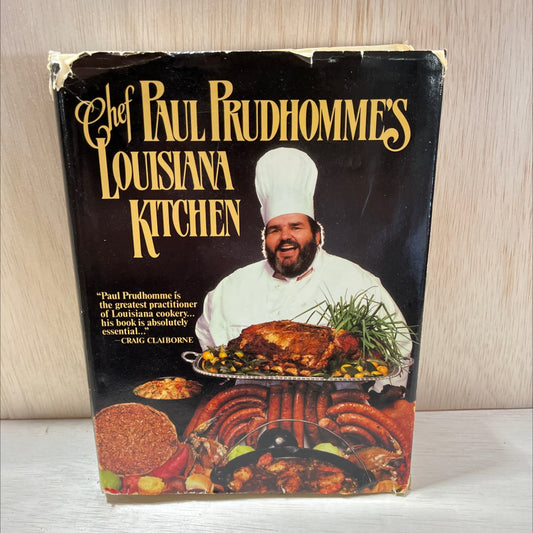 Chef PAUL PRUDHOMME'S
LOUISIANA
KITCHEN
"Paul Prudhomme is
the greatest practitioner
of Louisiana cookery...
his book is absolutely
essential..."
—CRAIG CLAIBORNE